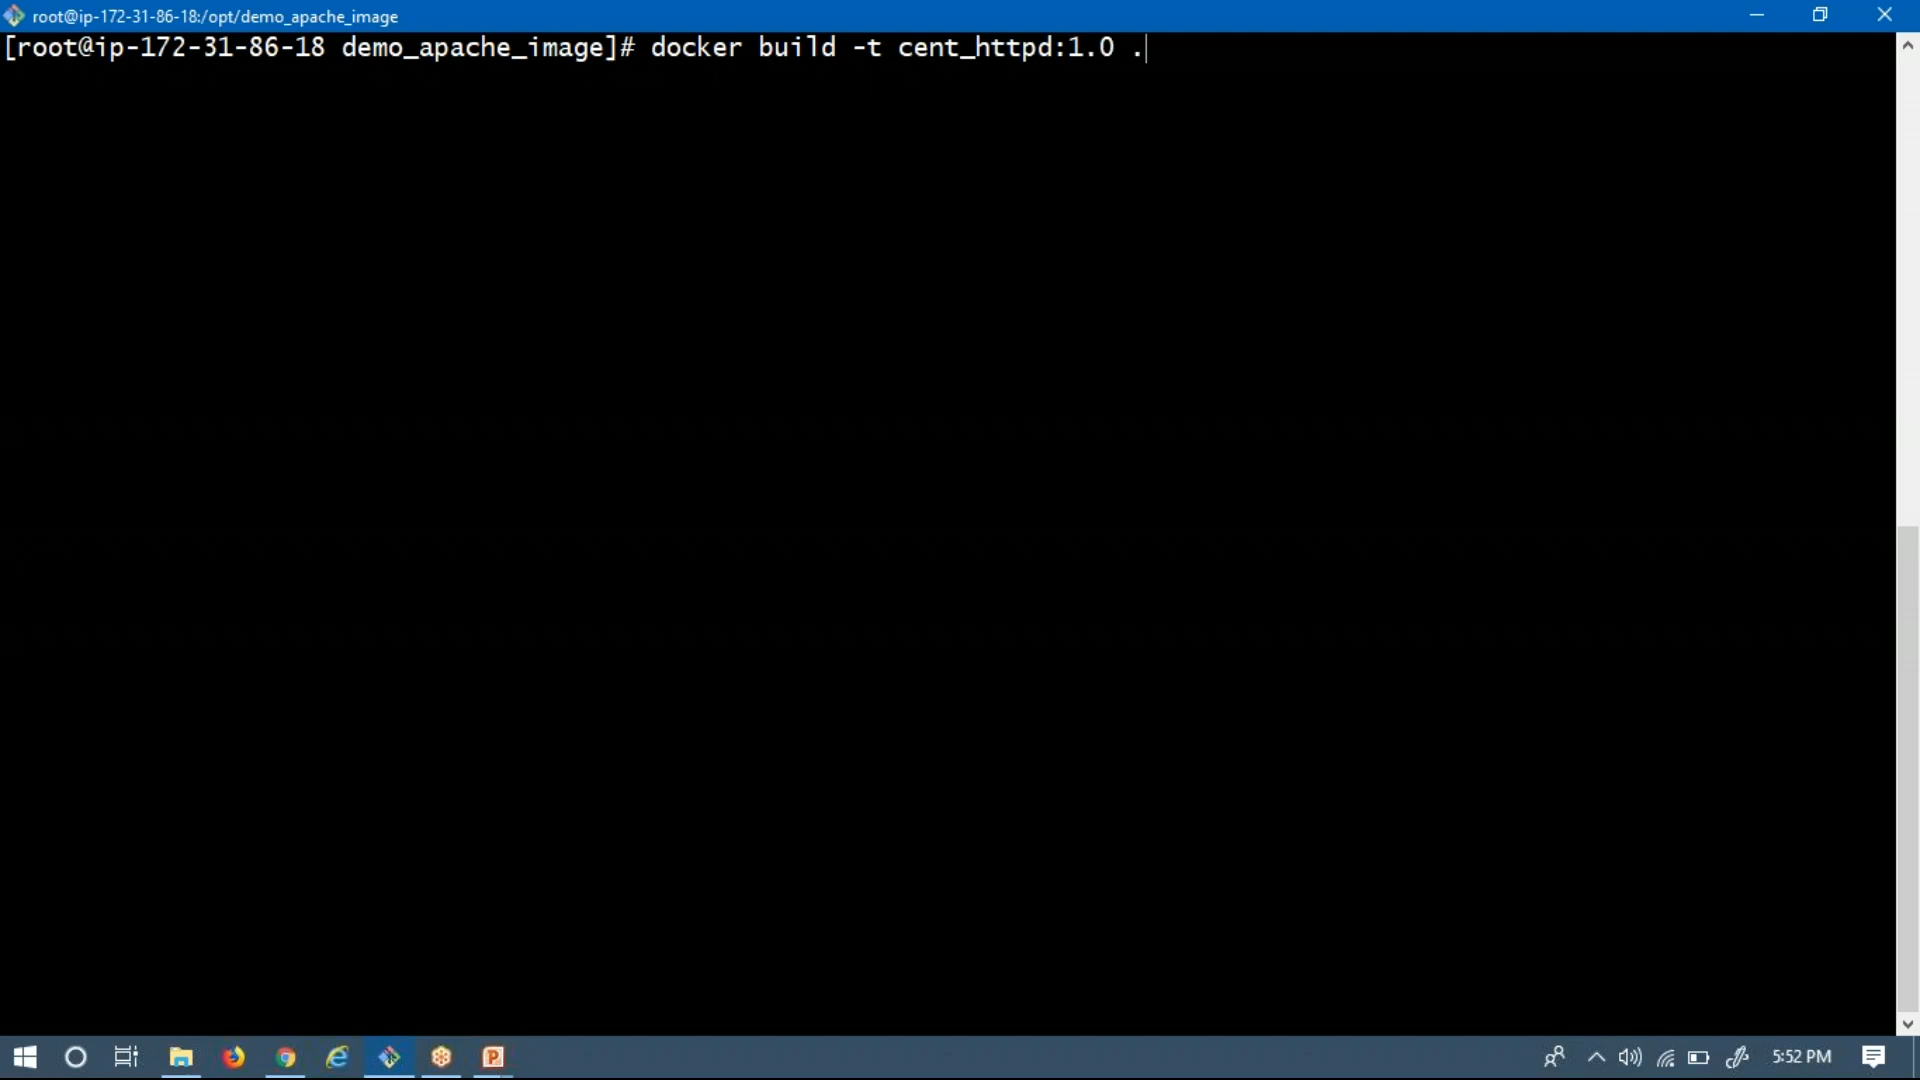 root@ip-172-31-86-18:/opt/demo_apache_image
[root@ip-172-31-86-18 demo_apache_image]# docker build -t cent_httpd:1.0 .
5:52 PM